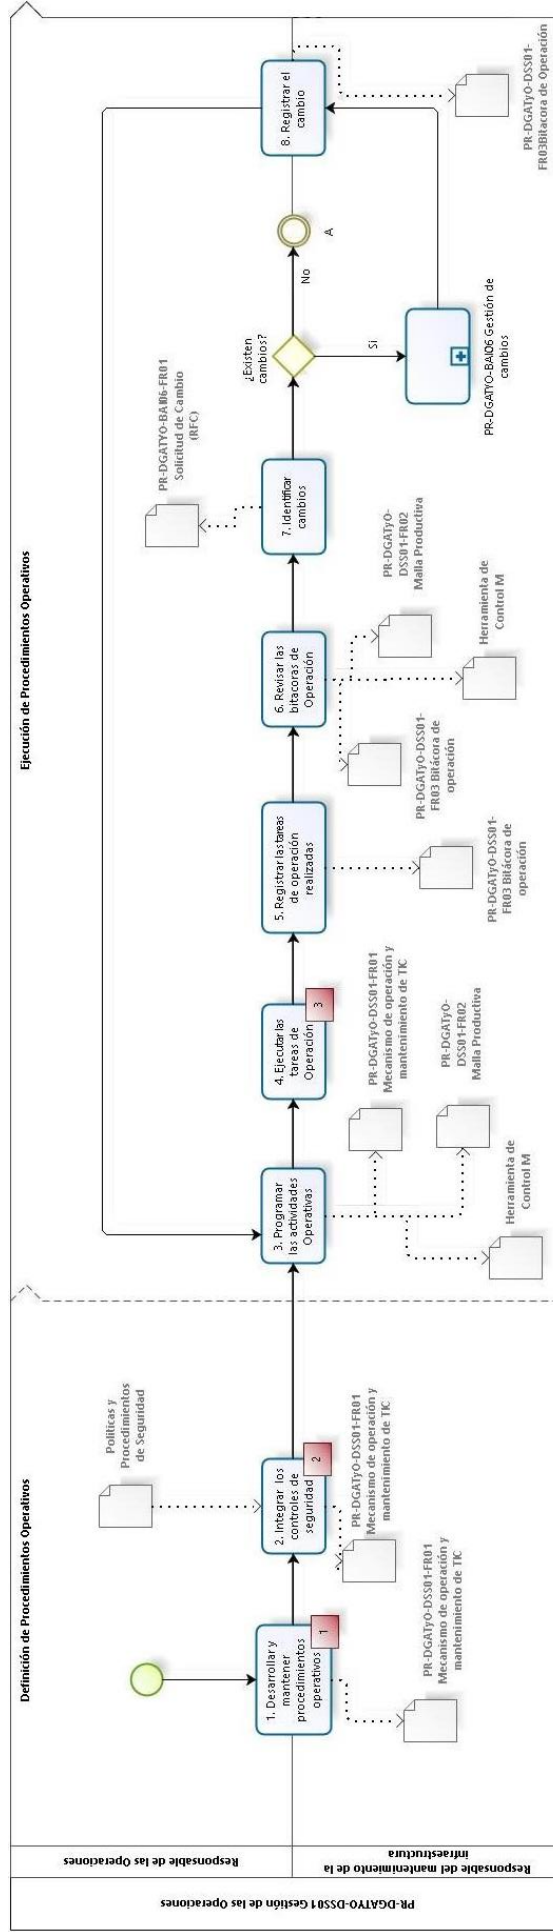 PR-DGATYO-DSS01 Gestión de las Operaciones
Responsable de las Operaciones
Responsable del mantenimiento de la
infraestructura
Definición de Procedimientos Operativos
Ejecución de Procedimientos Operativos
1. Desarrollar y
mantener
procedimientos
operativos
1
PR-DGATyO-DSS01-FR01
Mecanismo de operación y
mantenimiento de TIC
Políticas y
Procedimientos
de Seguridad
2. Integrar los
controles de
seguridad
2
PR-DGATyO-DSS01-FR01
Mecanismo de operación y
mantenimiento de TIC
3. Programar
las actividades
Operativas
PR-DGATyO-DSS01-FR01
Mecanismo de operación y
mantenimiento de TIC
PR-DGATyO-
DSS01-FR02
Malla Productiva
Herramienta de
Control M
4. Ejecutar las
tareas de
Operación
3
5. Registrar las tareas
de operación
realizadas
PR-DGATyO-DSS01-
FR03 Bitácora de
operación
6. Revisar las
bitacoras de
Operación
PR-DGATyO-DSS01-
FR03 Bitácora de
operación
PR-DGATyO-
DSS01-FR02
Malla Productiva
Herramienta de
Control M
7. Identificar
cambios
PR-DGATYO-BAI06-FR01
Solicitud de Cambio
(RFC)
¿Existen
cambios?
No
A
Si
PR-DGATYO-BAI06 Gestión de
cambios
8. Registrar el
cambio
PR-DGATyO-DSS01-
FR03Bitacora de Operación